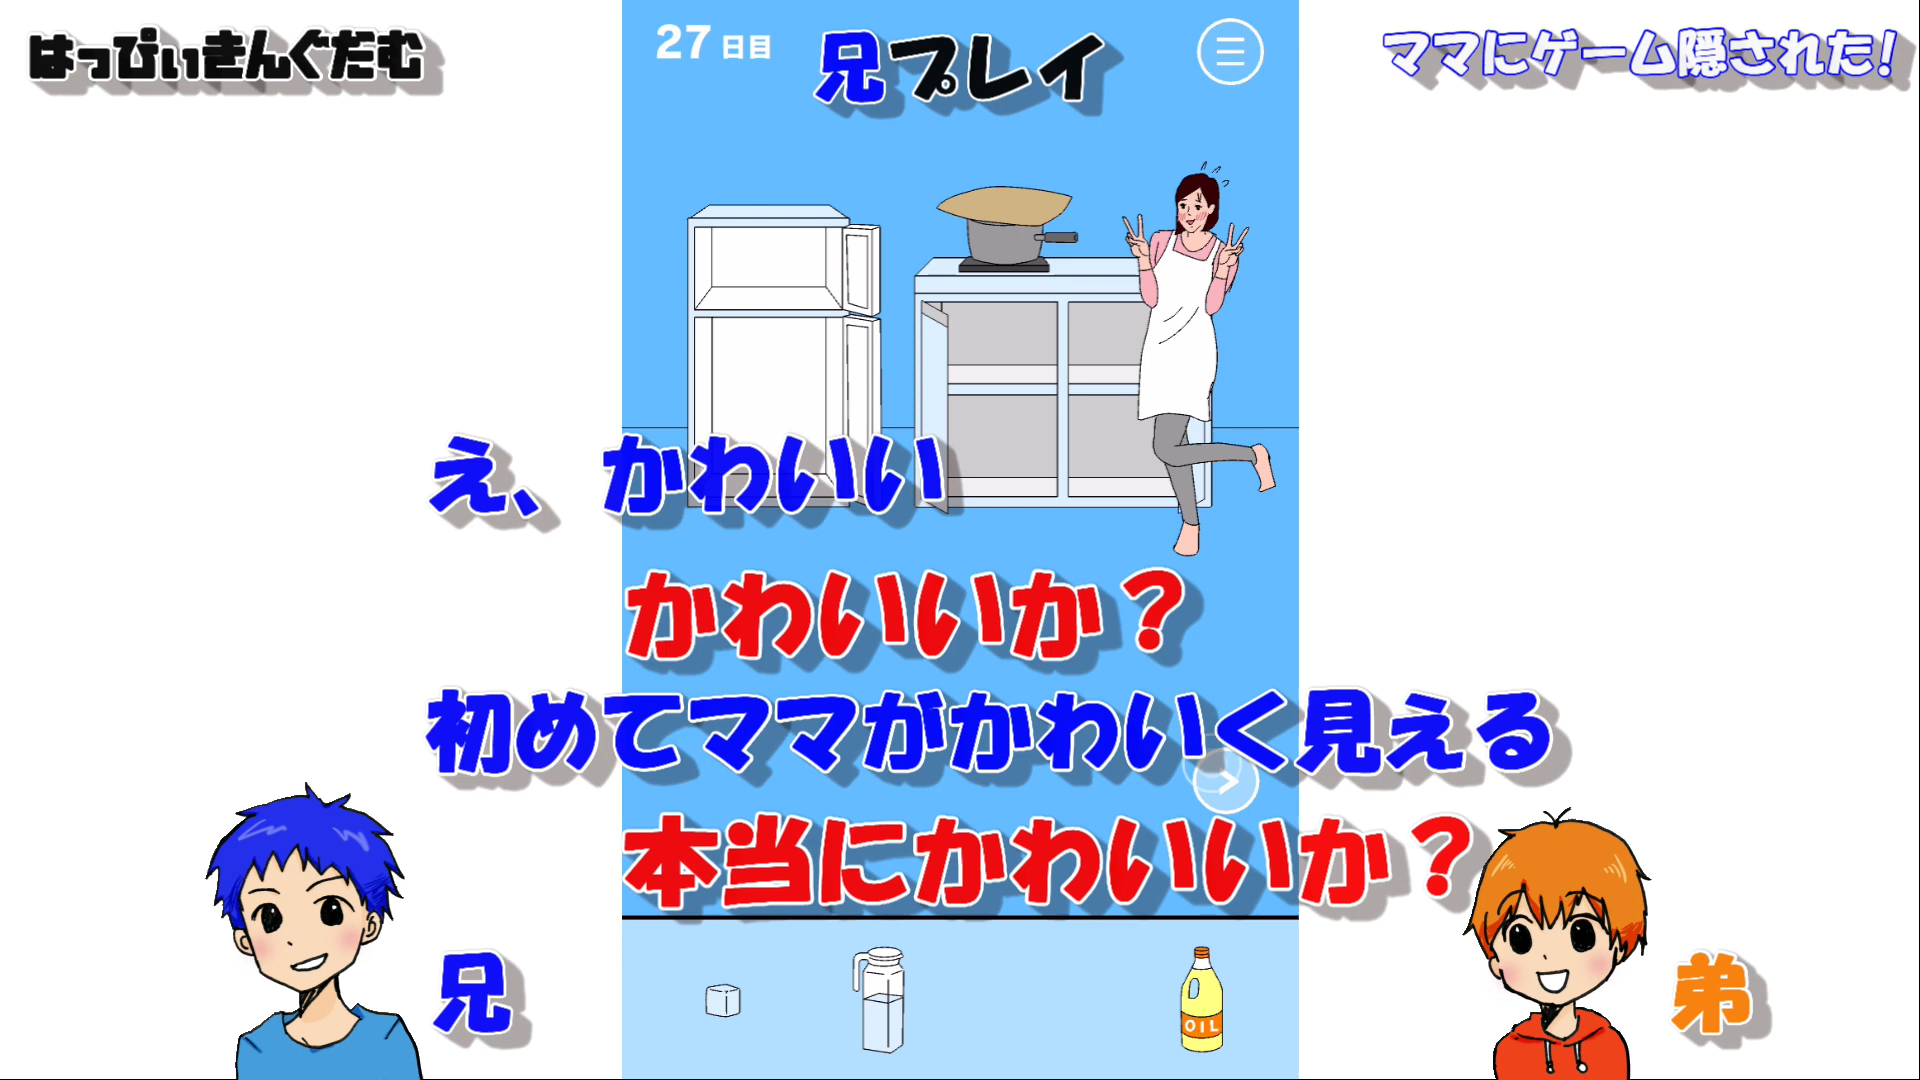 はっぴぃきんぐだむ
27日目
兄プレイ
ママにゲーム隠された!
え、かわいい
かわいいか?
初めてママがかわいく見える
本当にかわいいか?
兄
弟
OIL